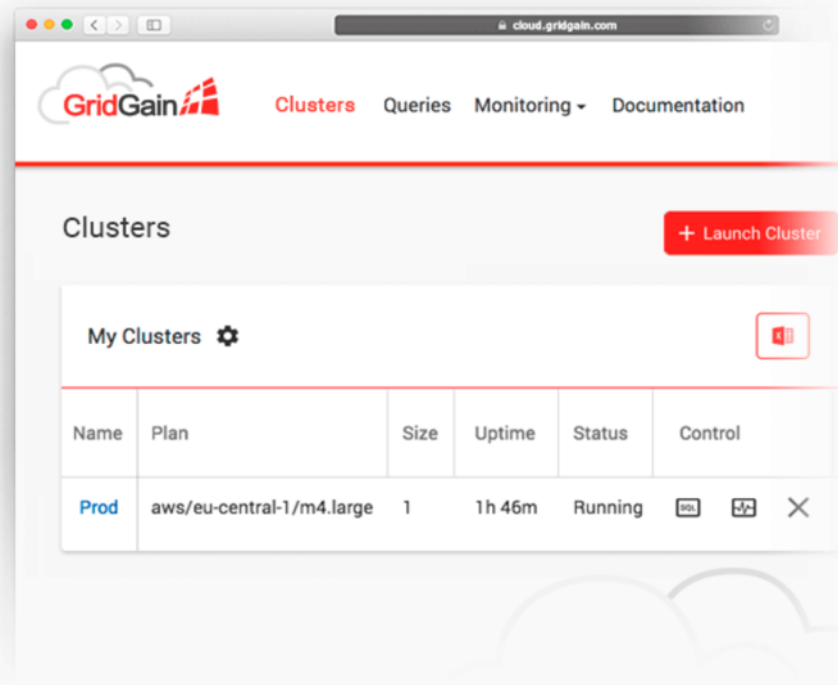 cloud.gridgain.com
GridGain Clusters Queries Monitoring Documentation
Clusters
+ Launch Cluster
My Clusters
Name Plan Size Uptime Status Control
Prod aws/eu-central-1/m4.large 1 1h 46m Running SQL